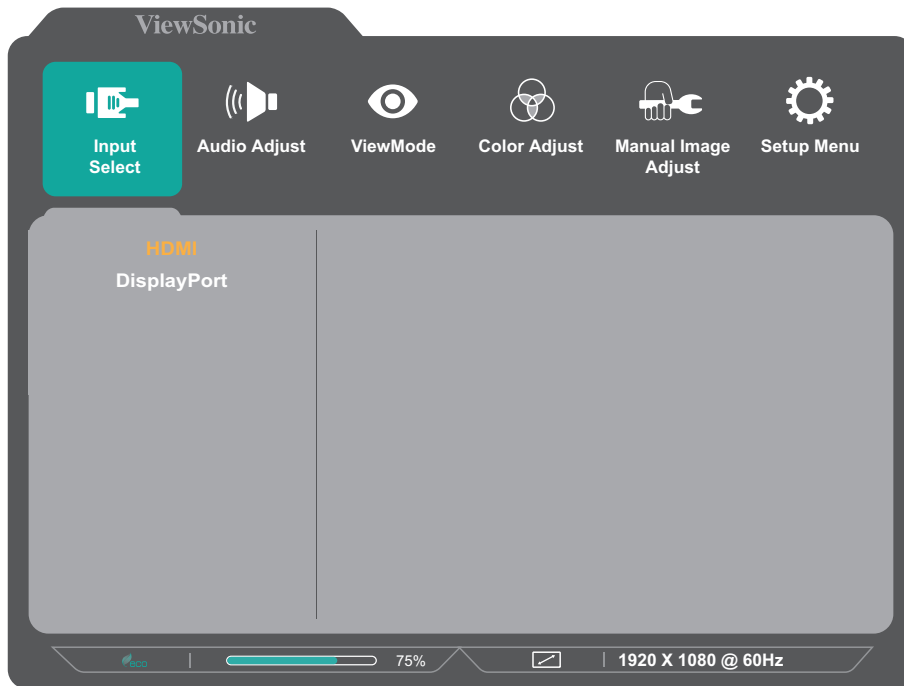 ViewSonic
Input
Select
Audio Adjust
ViewMode
Color Adjust
Manual Image
Adjust
Setup Menu
HDMI
DisplayPort
eco
75%
1920 X 1080 @ 60Hz